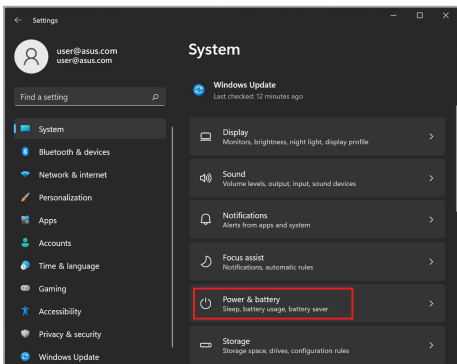 Settings
user@asus.com
user@asus.com
Find a setting
System
Bluetooth & devices
Network & internet
Personalization
Apps
Accounts
Time & language
Gaming
Accessibility
Privacy & security
Windows Update
System
Windows Update
Last checked: 12 minutes ago
Display
Monitors, brightness, night light, display profile
Sound
Volume levels, output, input, sound devices
Notifications
Alerts from apps and system
Focus assist
Notifications, automatic rules
Power & battery
Sleep, battery usage, battery saver
Storage
Storage space, drives, configuration rules